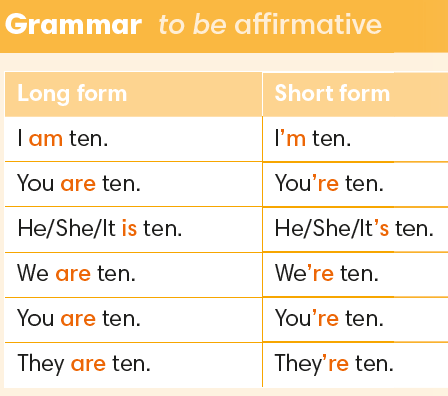 Grammar to be affirmative
Long form Short form
I am ten. I’m ten.
You are ten. You’re ten.
He/She/It is ten. He/She/It’s ten.
We are ten. We’re ten.
You are ten. You’re ten.
They are ten. They’re ten.